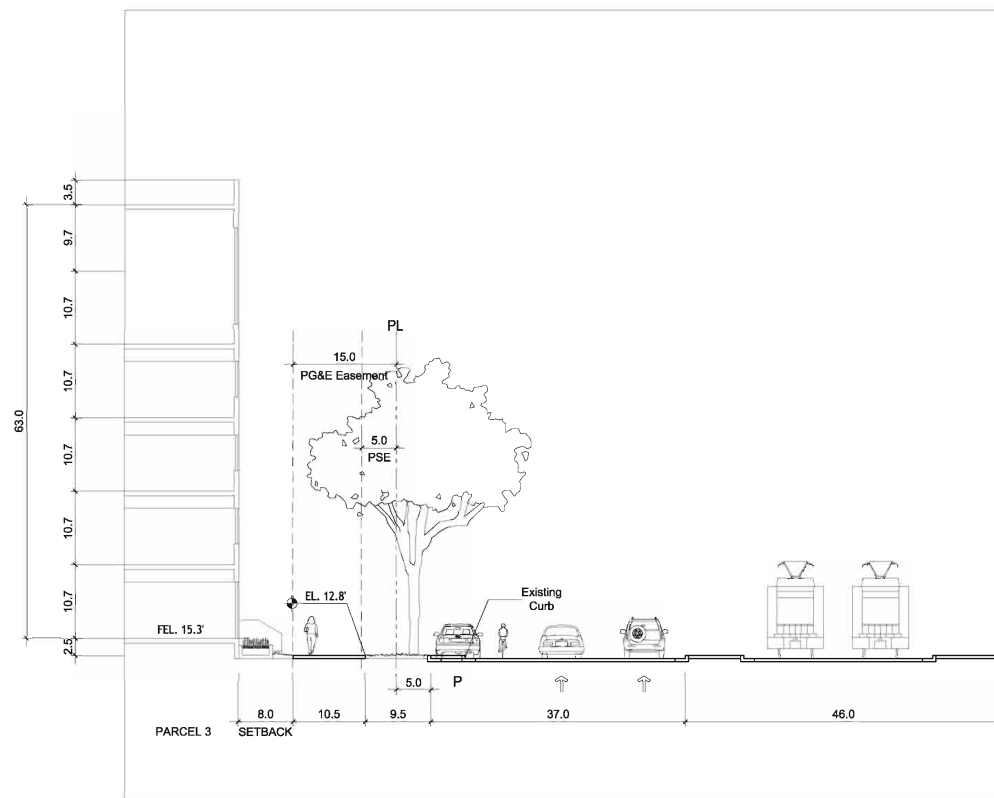 3.5
9.7
10.7
10.7
10.7
10.7
10.7
2.5
63.0
PL
15.0
PG&E Easement
5.0
PSE
EL. 12.8'
Existing
Curb
FEL. 15.3'
5.0
P
8.0
10.5
9.5
37.0
46.0
PARCEL 3
SETBACK